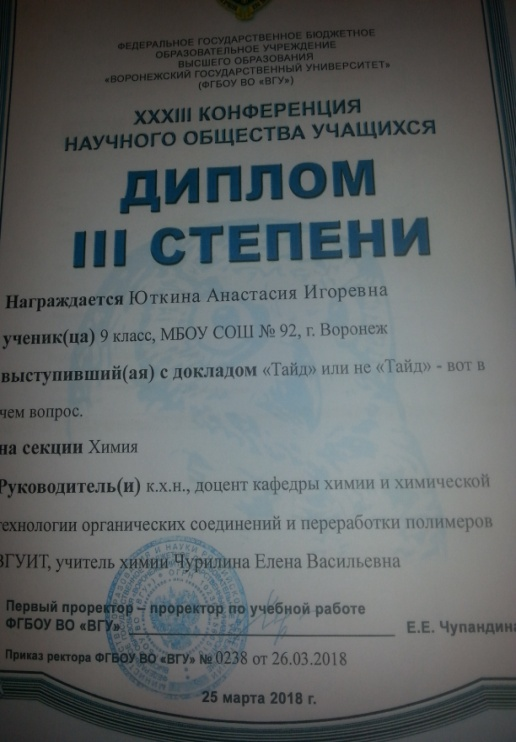 ФЕДЕРАЛЬНОЕ ГОСУДАРСТВЕННОЕ БЮДЖЕТНОЕ
ОБРАЗОВАТЕЛЬНОЕ УЧРЕЖДЕНИЕ
ВЫСШЕГО ОБРАЗОВАНИЯ
«ВОРОНЕЖСКИЙ ГОСУДАРСТВЕННЫЙ УНИВЕРСИТЕТ»
(ФГБОУ ВО «ВГУ»)
XXXIII КОНФЕРЕНЦИЯ
НАУЧНОГО ОБЩЕСТВА УЧАЩИХСЯ
ДИПЛОМ
III СТЕПЕНИ
Награждается Юткина Анастасия Игоревна
ученик(ца) 9 класс, МБОУ СОШ № 92, г. Воронеж
выступивший(ая) с докладом «Тайд» или не «Тайд» - вот в
чем вопрос.
на секции Химия
Руководитель(и) к.х.н., доцент кафедры химии и химической
технологии органических соединений и переработки полимеров
ВГУИТ, учитель химии Чурилина Елена Васильевна
Первый проректор – проректор по учебной работе
ФГБОУ ВО «ВГУ» Е.Е. Чупандина
Приказ ректора ФГБОУ ВО «ВГУ» № 0238 от 26.03.2018
25 марта 2018 г.